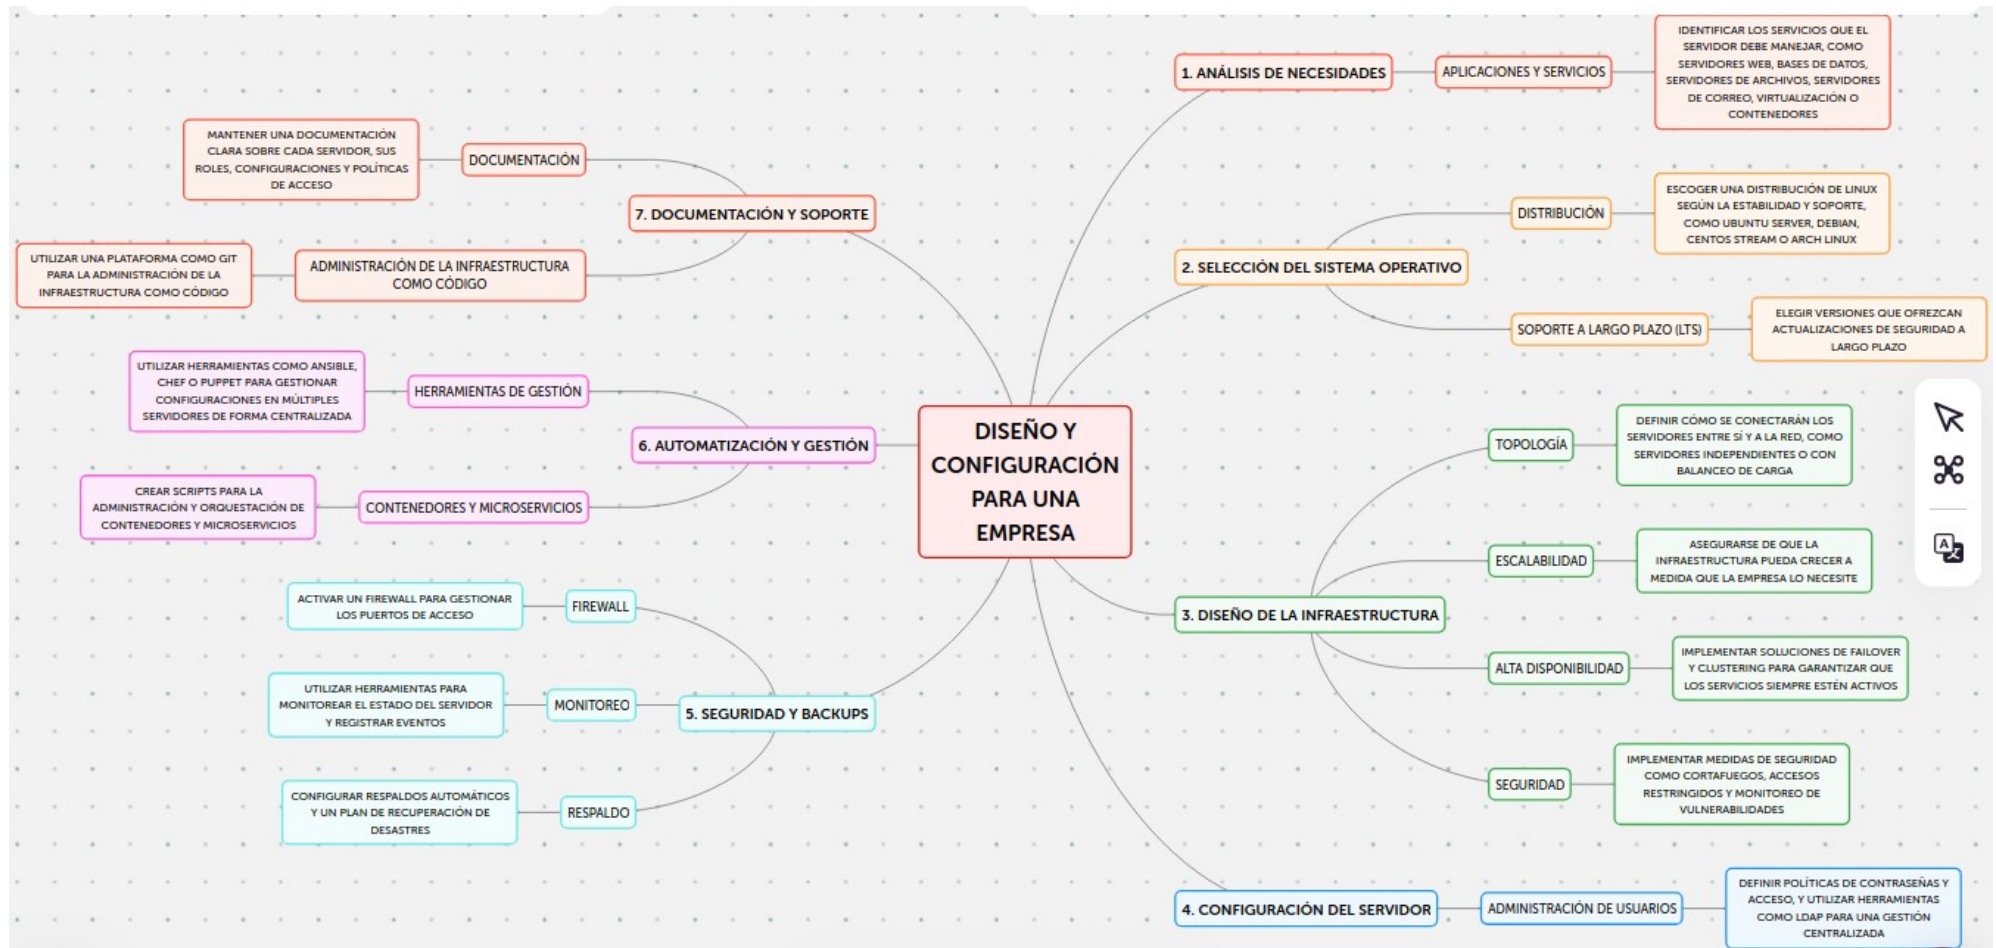 DISEÑO Y
CONFIGURACIÓN
PARA UNA
EMPRESA
1. ANÁLISIS DE NECESIDADES
APLICACIONES Y SERVICIOS
IDENTIFICAR LOS SERVICIOS QUE EL
SERVIDOR DEBE MANEJAR, COMO
SERVIDORES WEB, BASES DE DATOS,
SERVIDORES DE ARCHIVOS, SERVIDORES
DE CORREO, VIRTUALIZACIÓN O
CONTENEDORES
2. SELECCIÓN DEL SISTEMA OPERATIVO
DISTRIBUCIÓN
ESCOGER UNA DISTRIBUCIÓN DE LINUX
SEGÚN LA ESTABILIDAD Y SOPORTE,
COMO UBUNTU SERVER, DEBIAN,
CENTOS STREAM O ARCH LINUX
SOPORTE A LARGO PLAZO (LTS)
ELEGIR VERSIONES QUE OFREZCAN
ACTUALIZACIONES DE SEGURIDAD A
LARGO PLAZO
3. DISEÑO DE LA INFRAESTRUCTURA
TOPOLOGÍA
DEFINIR CÓMO SE CONECTARÁN LOS
SERVIDORES ENTRE SÍ Y A LA RED, COMO
SERVIDORES INDEPENDIENTES O CON
BALANCEO DE CARGA
ESCALABILIDAD
ASEGURARSE DE QUE LA
INFRAESTRUCTURA PUEDA CRECER A
MEDIDA QUE LA EMPRESA LO NECESITE
ALTA DISPONIBILIDAD
IMPLEMENTAR SOLUCIONES DE FAILOVER
Y CLUSTERING PARA GARANTIZAR QUE
LOS SERVICIOS SIEMPRE ESTÉN ACTIVOS
SEGURIDAD
IMPLEMENTAR MEDIDAS DE SEGURIDAD
COMO CORTAFUEGOS, ACCESOS
RESTRINGIDOS Y MONITOREO DE
VULNERABILIDADES
4. CONFIGURACIÓN DEL SERVIDOR
ADMINISTRACIÓN DE USUARIOS
DEFINIR POLÍTICAS DE CONTRASEÑAS Y
ACCESO, Y UTILIZAR HERRAMIENTAS
COMO LDAP PARA UNA GESTIÓN
CENTRALIZADA
5. SEGURIDAD Y BACKUPS
FIREWALL
ACTIVAR UN FIREWALL PARA GESTIONAR
LOS PUERTOS DE ACCESO
MONITOREO
UTILIZAR HERRAMIENTAS PARA
MONITOREAR EL ESTADO DEL SERVIDOR
Y REGISTRAR EVENTOS
RESPALDO
CONFIGURAR RESPALDOS AUTOMÁTICOS
Y UN PLAN DE RECUPERACIÓN DE
DESASTRES
6. AUTOMATIZACIÓN Y GESTIÓN
HERRAMIENTAS DE GESTIÓN
UTILIZAR HERRAMIENTAS COMO ANSIBLE,
CHEF O PUPPET PARA GESTIONAR
CONFIGURACIONES EN MÚLTIPLES
SERVIDORES DE FORMA CENTRALIZADA
CONTENEDORES Y MICROSERVICIOS
CREAR SCRIPTS PARA LA
ADMINISTRACIÓN Y ORQUESTACIÓN DE
CONTENEDORES Y MICROSERVICIOS
7. DOCUMENTACIÓN Y SOPORTE
DOCUMENTACIÓN
MANTENER UNA DOCUMENTACIÓN
CLARA SOBRE CADA SERVIDOR, SUS
ROLES, CONFIGURACIONES Y POLÍTICAS
DE ACCESO
ADMINISTRACIÓN DE LA INFRAESTRUCTURA
COMO CÓDIGO
UTILIZAR UNA PLATAFORMA COMO GIT
PARA LA ADMINISTRACIÓN DE LA
INFRAESTRUCTURA COMO CÓDIGO